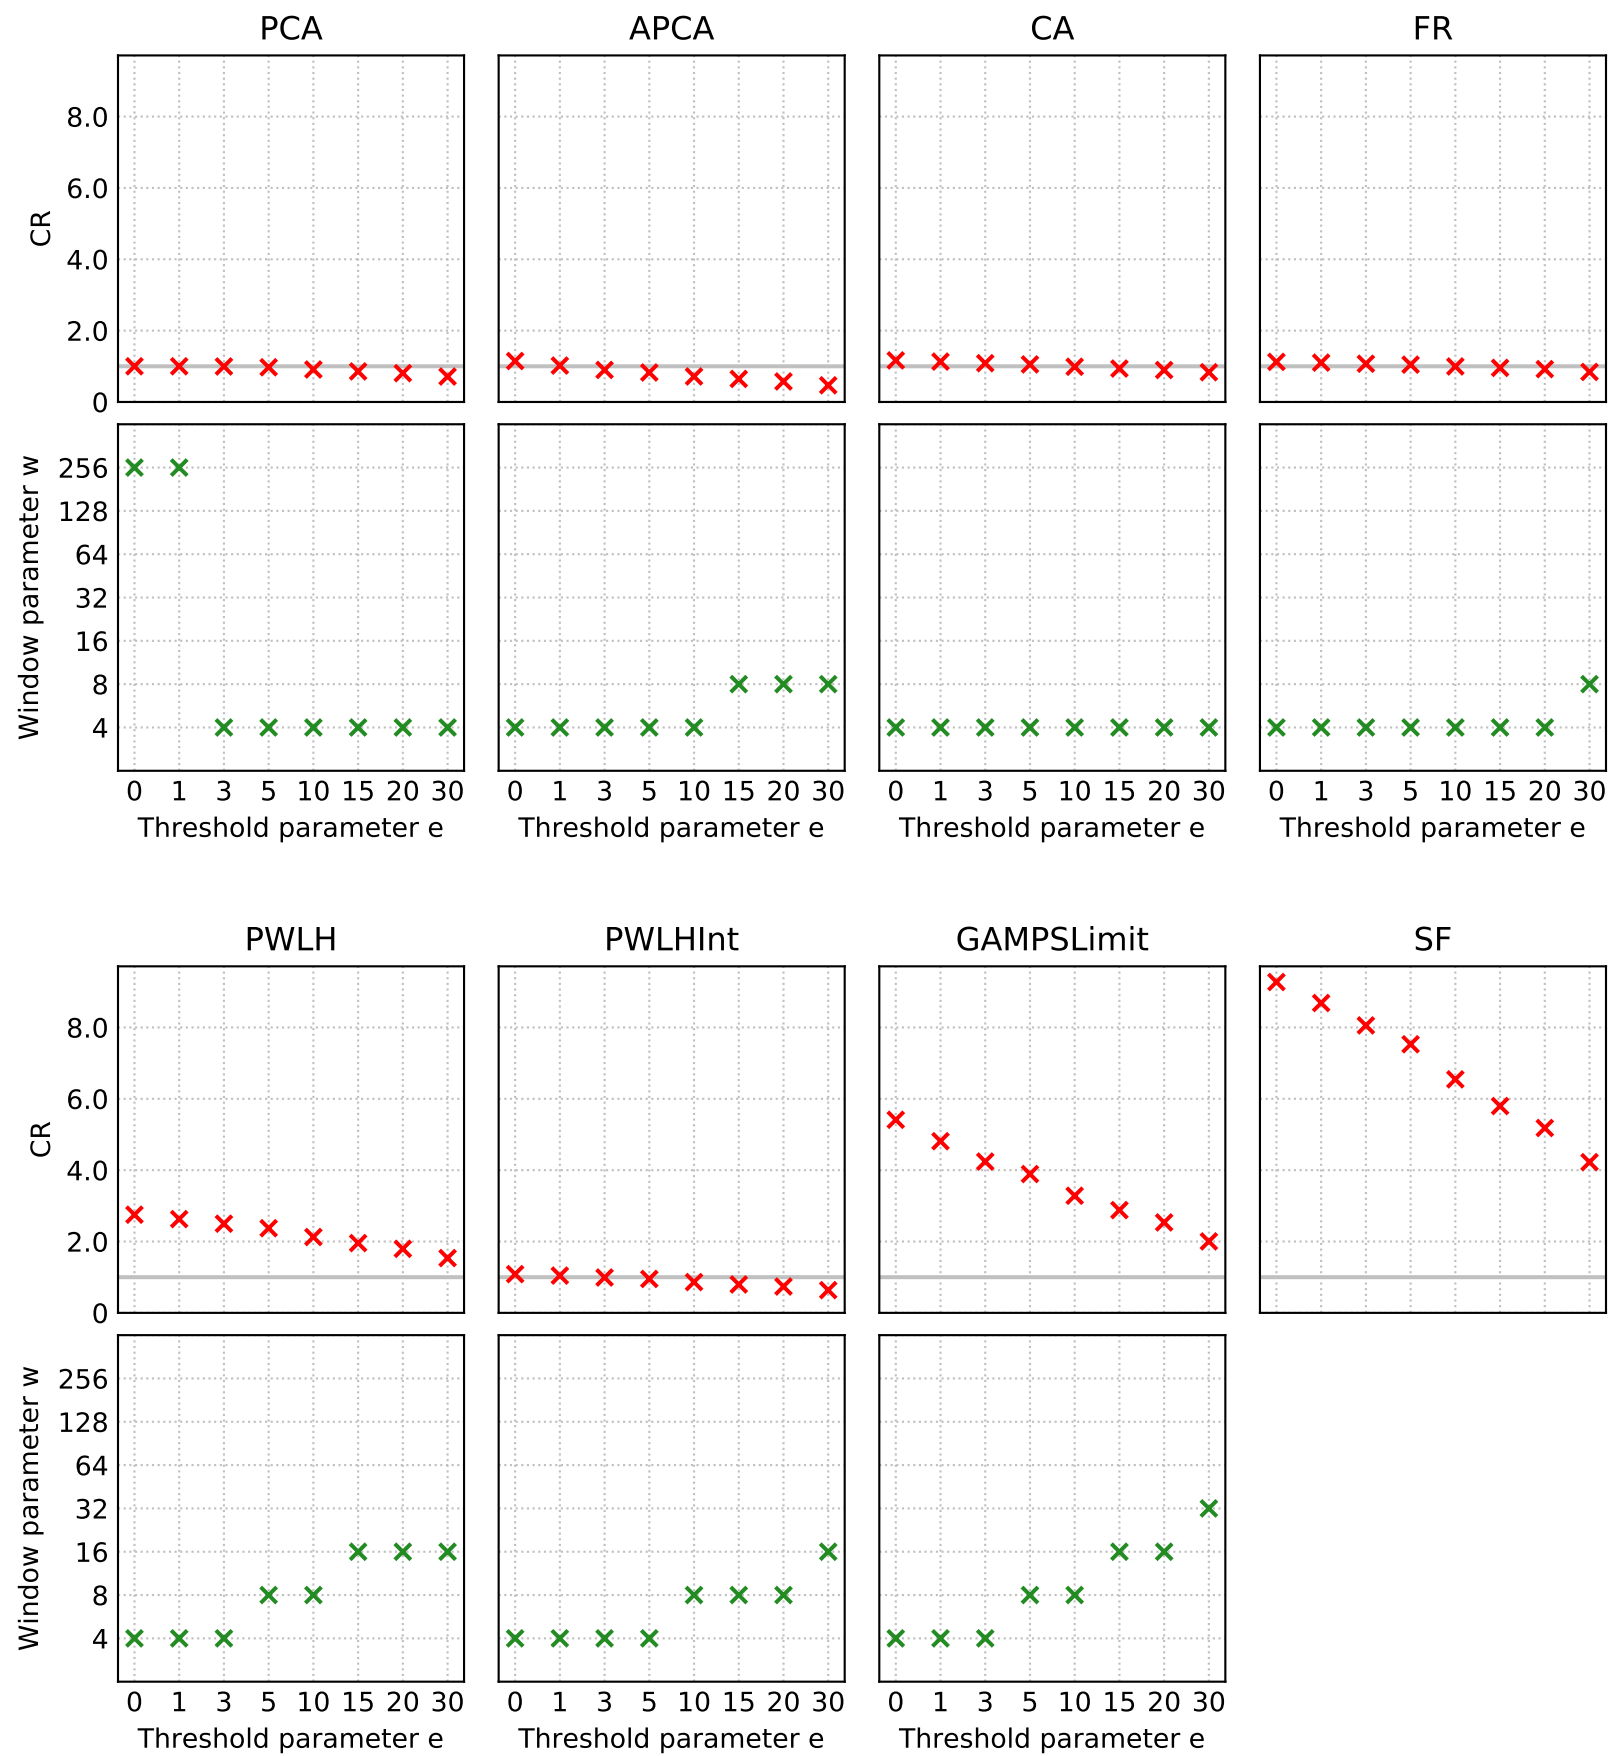 PCA APCA CA FR
CR
8.0
6.0
4.0
2.0
0
Window parameter w
256
128
64
32
16
8
4
0 1 3 5 10 15 20 30 0 1 3 5 10 15 20 30 0 1 3 5 10 15 20 30 0 1 3 5 10 15 20 30
Threshold parameter e Threshold parameter e Threshold parameter e Threshold parameter e
PWLH PWLHInt GAMPSLimit SF
CR
8.0
6.0
4.0
2.0
0
Window parameter w
256
128
64
32
16
8
4
0 1 3 5 10 15 20 30 0 1 3 5 10 15 20 30 0 1 3 5 10 15 20 30
Threshold parameter e Threshold parameter e Threshold parameter e